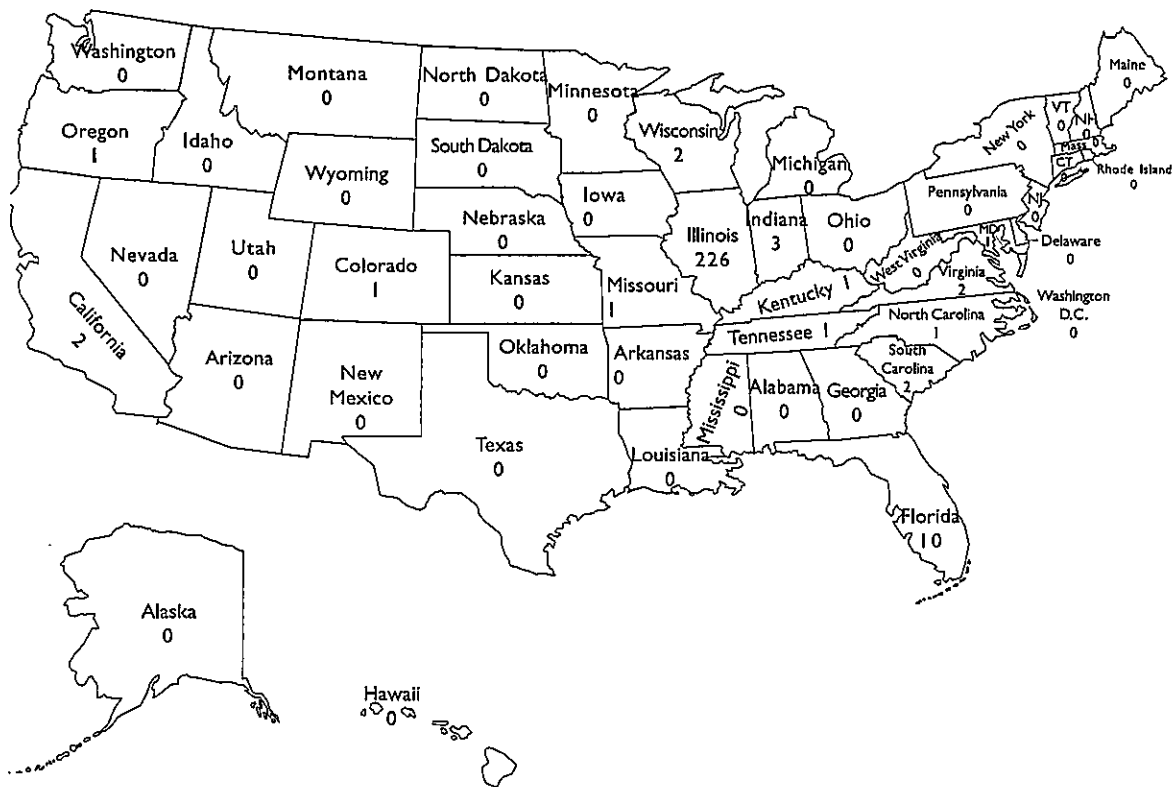 Washington
0
Montana
0
North Dakota
0
Minnesota
0
Maine
0
Oregon
1
Idaho
0
South Dakota
0
Wisconsin
2
Michigan
0
New York
0
VT
0
NH
0
Mass
0
CT
0
Rhode Island
0
Wyoming
0
Iowa
0
Nebraska
0
Pennsylvania
0
NJ
0
Nevada
0
Utah
0
Colorado
1
Kansas
0
Missouri
1
Illinois
226
Indiana
3
Ohio
0
West Virginia
0
MD
1
Delaware
0
Virginia
2
Washington
D.C.
0
California
2
Kentucky 1
North Carolina
1
Tennessee 1
Arizona
0
New
Mexico
0
Oklahoma
0
Arkansas
0
South
Carolina
2
Mississippi
0
Alabama
0
Georgia
0
Texas
0
Louisiana
0
Florida
10
Alaska
0
Hawaii
0